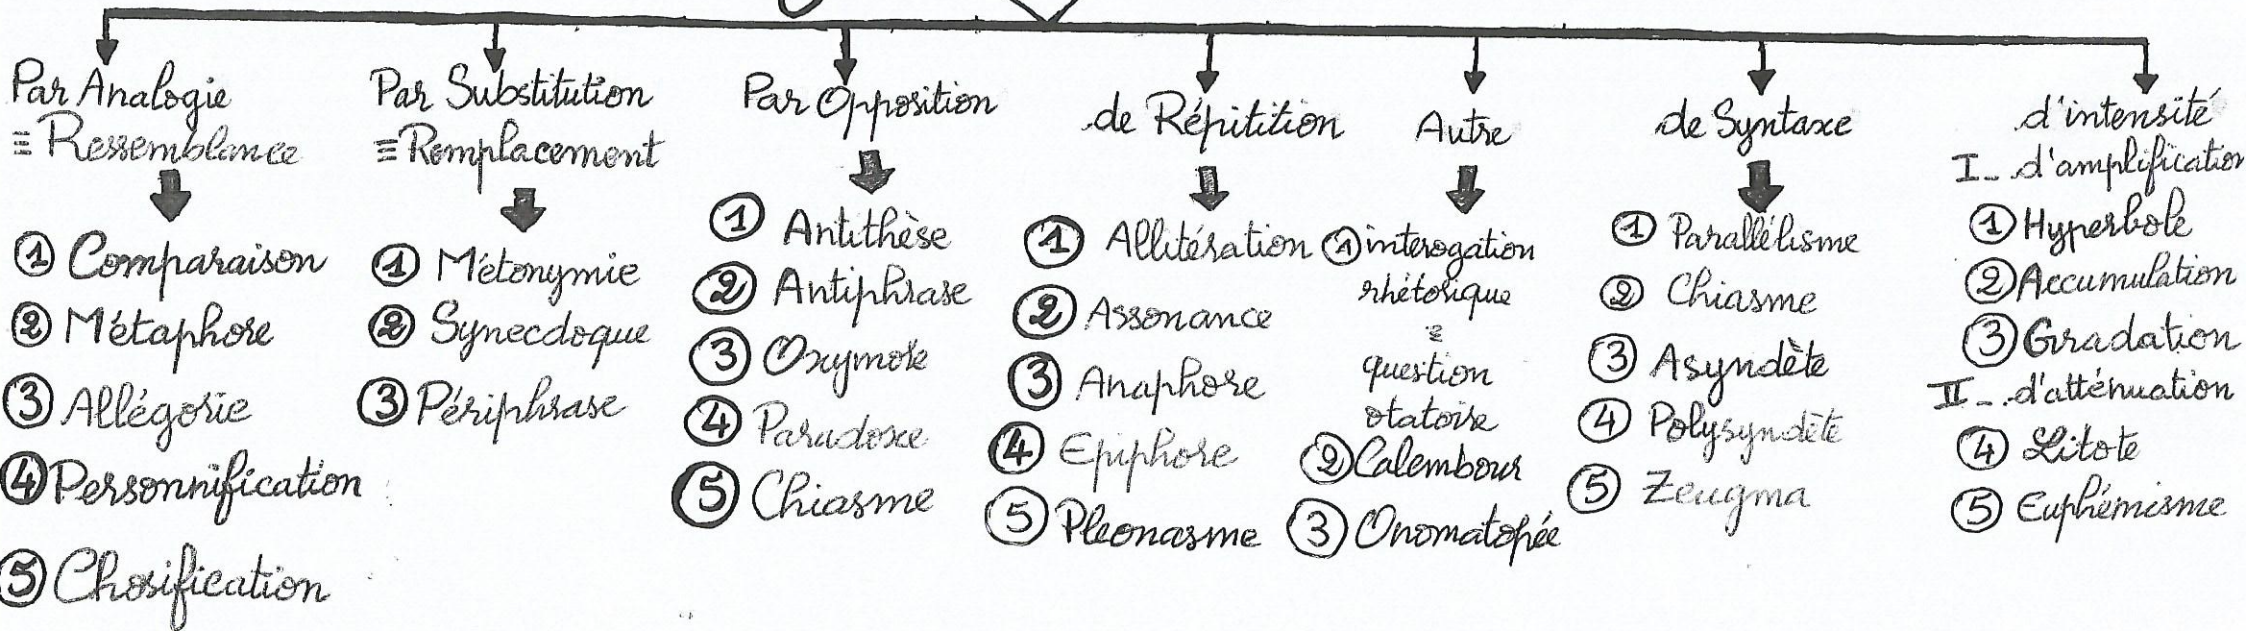 Par Analogie
≡ Ressemblance
① Comparaison
② Métaphore
③ Allégorie
④ Personnification
⑤ Chosification
Par Substitution
≡ Remplacement
① Métonymie
② Synecdoque
③ Périphrase
Par Opposition
① Antithèse
② Antiphrase
③ Oxymore
④ Paradoxe
⑤ Chiasme
de Répitition
① Allitération
② Assonance
③ Anaphore
④ Epiphore
⑤ Pleonasme
Autre
① interogation
rhétorique
≡
question
otatoire
② Calembour
③ Onomatopée
de Syntaxe
① Parallélisme
② Chiasme
③ Asyndète
④ Polysyndète
⑤ Zeugma
d'intensité
I_ d'amplification
① Hyperbole
② Accumulation
③ Gradation
II_ d'atténuation
④ Litote
⑤ Euphémisme